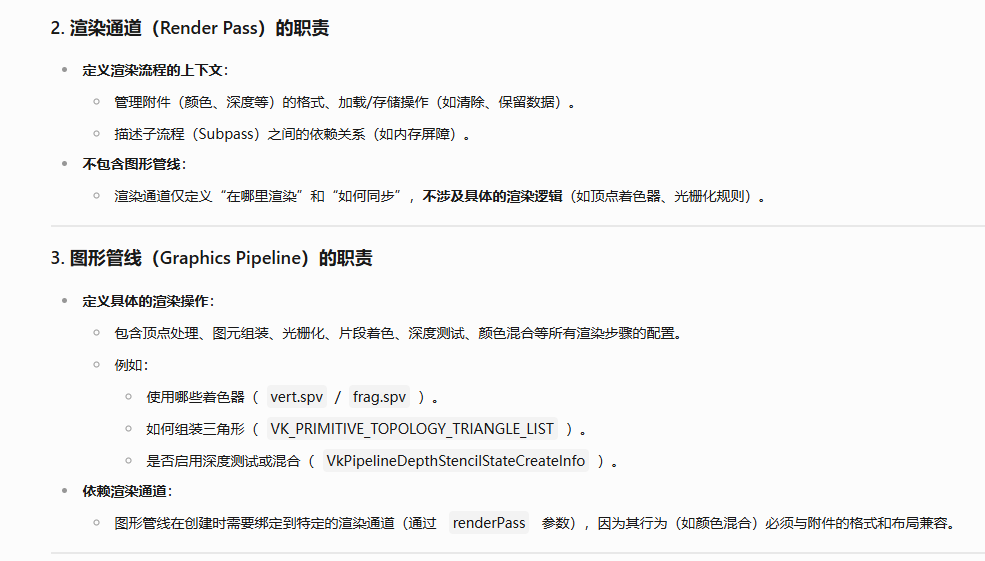 2. 渲染通道（Render Pass）的职责
定义渲染流程的上下文：
管理附件（颜色、深度等）的格式、加载/存储操作（如清除、保留数据）。
描述子流程（Subpass）之间的依赖关系（如内存屏障）。
不包含图形管线：
渲染通道仅定义“在哪里渲染”和“如何同步”，不涉及具体的渲染逻辑（如顶点着色器、光栅化规则）。
3. 图形管线（Graphics Pipeline）的职责
定义具体的渲染操作：
包含顶点处理、图元组装、光栅化、片段着色、深度测试、颜色混合等所有渲染步骤的配置。
例如：
使用哪些着色器（ vert.spv / frag.spv ）。
如何组装三角形（ VK_PRIMITIVE_TOPOLOGY_TRIANGLE_LIST ）。
是否启用深度测试或混合（ VkPipelineDepthStencilStateCreateInfo ）。
依赖渲染通道：
图形管线在创建时需要绑定到特定的渲染通道（通过 renderPass 参数），因为其行为（如颜色混合）必须与附件的格式和布局兼容。